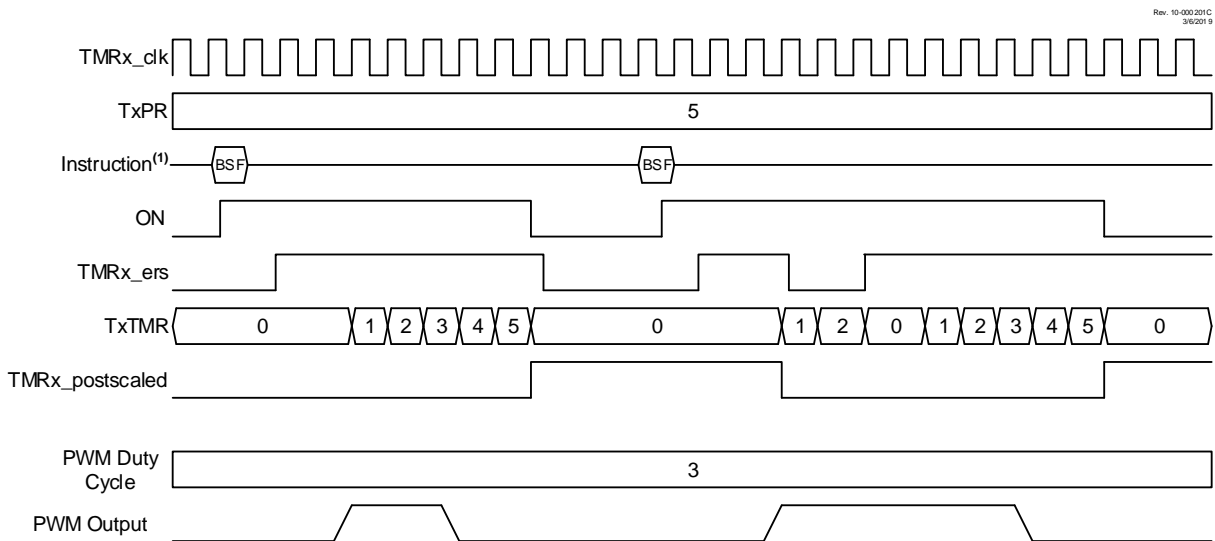 Rev. 10-000201C
3/6/2019
TMRx_clk
TxPR 5
Instruction(1) BSF BSF
ON
TMRx_ers
TxTMR 0 1 2 3 4 5 0 1 2 0 1 2 3 4 5 0
TMRx_postscaled
PWM Duty
Cycle 3
PWM Output